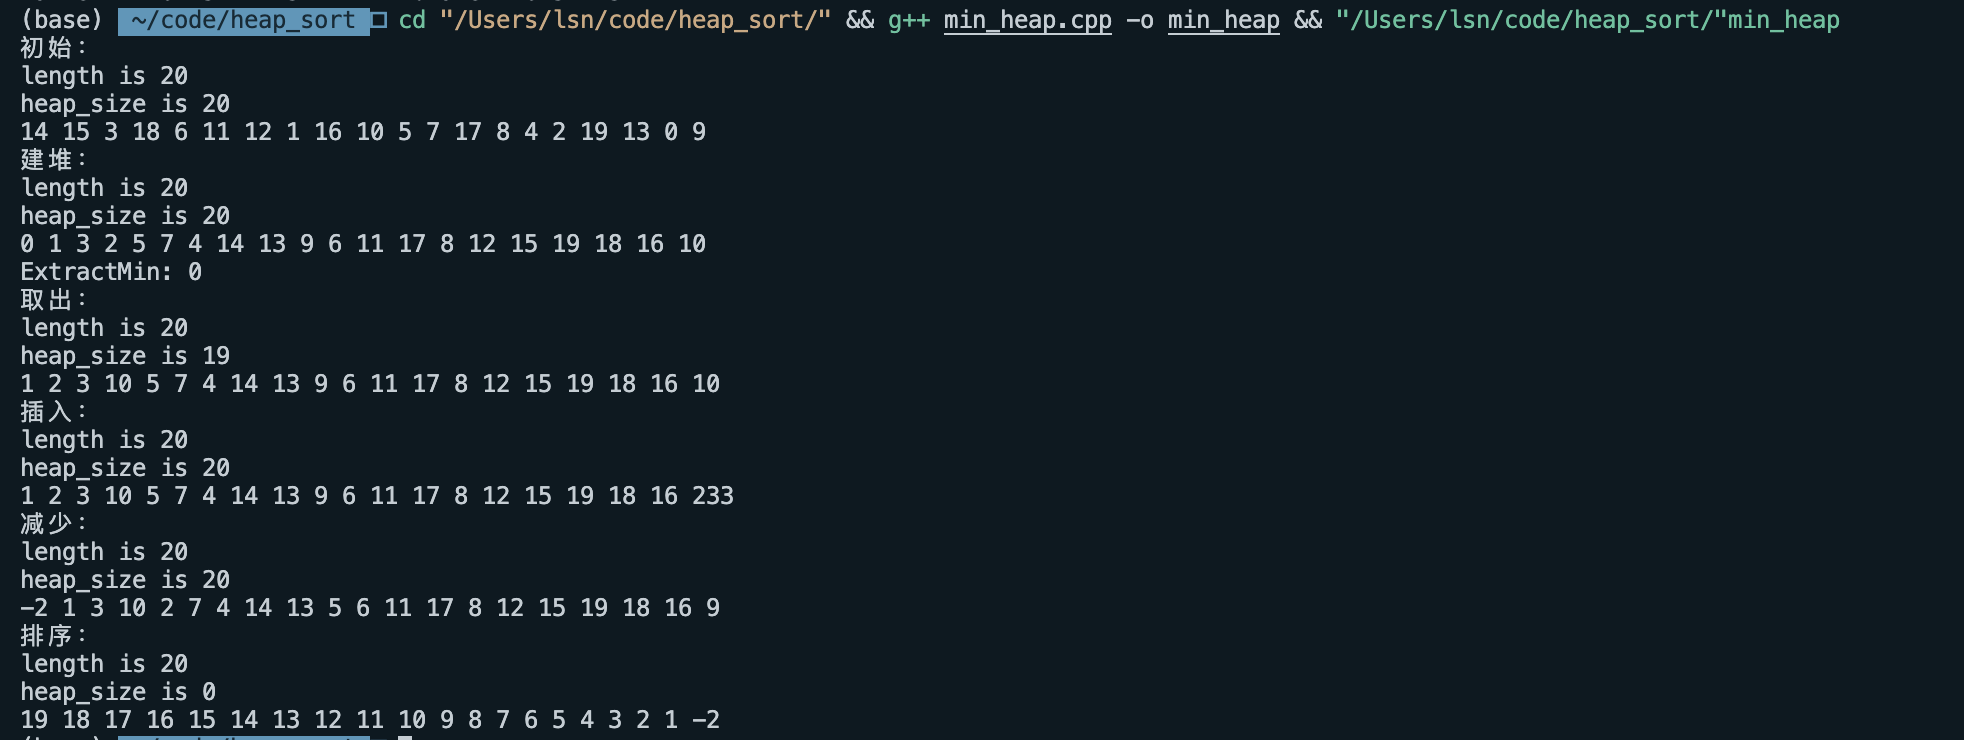 (base) ~/code/heap_sort cd "/Users/lsn/code/heap_sort/" && g++ min_heap.cpp -o min_heap && "/Users/lsn/code/heap_sort/"min_heap
初始:
length is 20
heap_size is 20
14 15 3 18 6 11 12 1 16 10 5 7 17 8 4 2 19 13 0 9
建堆:
length is 20
heap_size is 20
0 1 3 2 5 7 4 14 13 9 6 11 17 8 12 15 19 18 16 10
ExtractMin: 0
取出:
length is 20
heap_size is 19
1 2 3 10 5 7 4 14 13 9 6 11 17 8 12 15 19 18 16 10
插入:
length is 20
heap_size is 20
1 2 3 10 5 7 4 14 13 9 6 11 17 8 12 15 19 18 16 233
减少:
length is 20
heap_size is 20
-2 1 3 10 2 7 4 14 13 5 6 11 17 8 12 15 19 18 16 9
排序:
length is 20
heap_size is 0
19 18 17 16 15 14 13 12 11 10 9 8 7 6 5 4 3 2 1 -2